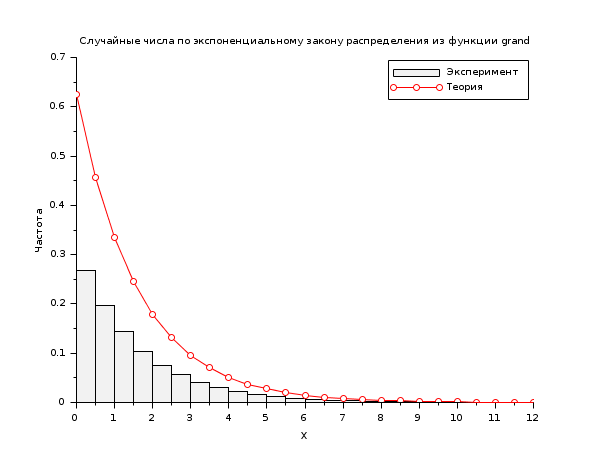 Случайные числа по экспоненциальному закону распределения из функции grand
0.7
Эксперимент
Теория
0.6
0.5
0.4
Частота
0.3
0.2
0.1
0
0 1 2 3 4 5 6 7 8 9 10 11 12
X